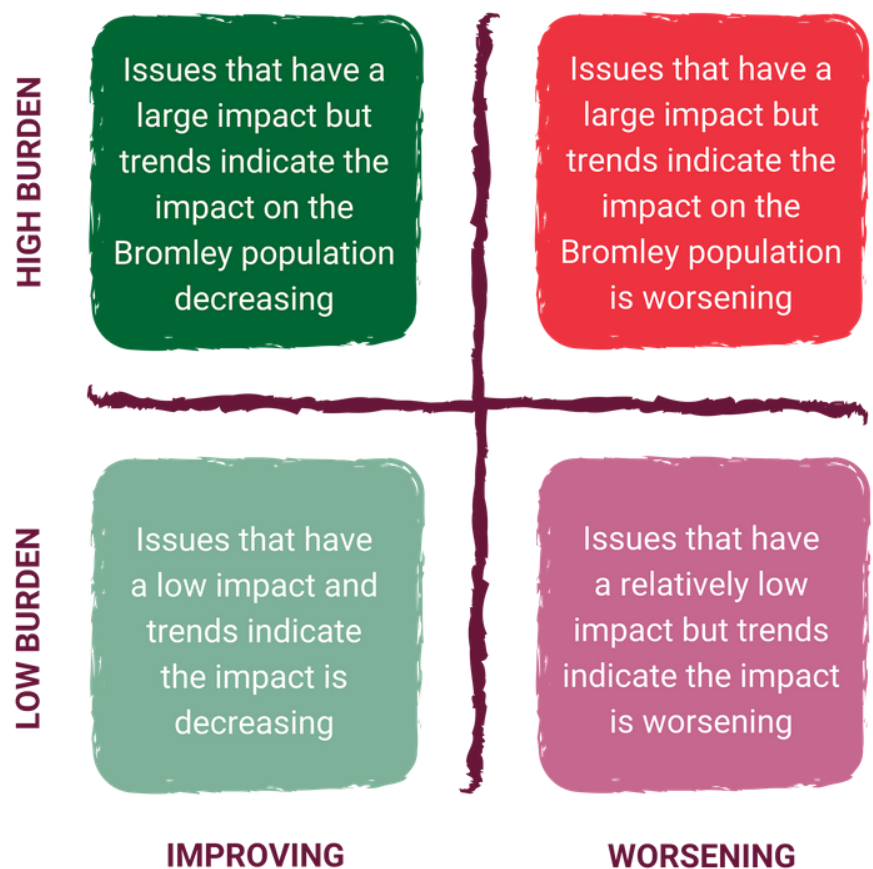 HIGH BURDEN
Issues that have a
large impact but
trends indicate the
impact on the
Bromley population
decreasing
Issues that have a
large impact but
trends indicate the
impact on the
Bromley population
is worsening
LOW BURDEN
Issues that have
a low impact and
trends indicate
the impact is
decreasing
Issues that have
a relatively low
impact but trends
indicate the impact
is worsening
IMPROVING
WORSENING